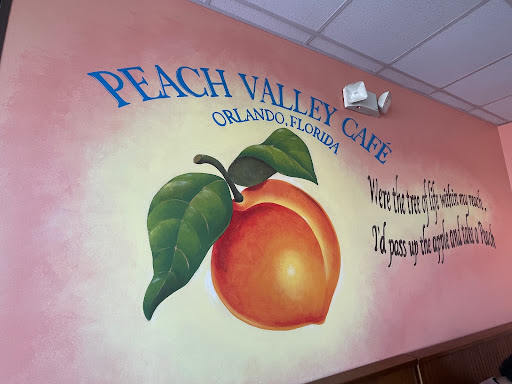 PEACH VALLEY CAFÉ
ORLANDO, FLORIDA
Were the tree of life within my reach,
I'd pass up the apple and take a Peach.